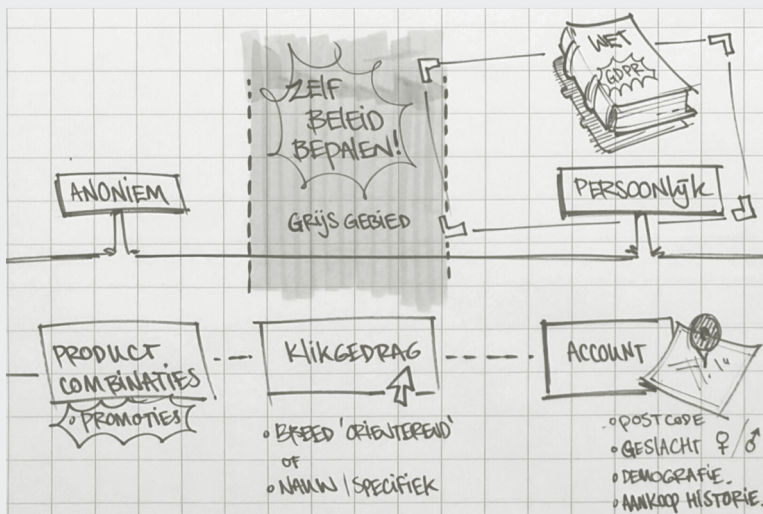 ZELF
BELEID
BEPALEN!
GRIJS GEBIED
WET
GDPR
ANONIEM
PERSOONLIJK
PRODUCT
COMBINATIES
• PROMOTIES
KLIKGEDRAG
• BREED 'ORIENTEREND'
OF
• NAUW / SPECIFIEK
ACCOUNT
• POSTCODE
• GESLACHT ♀/♂
• DEMOGRAFIE.
• AANKOOP HISTORIE.